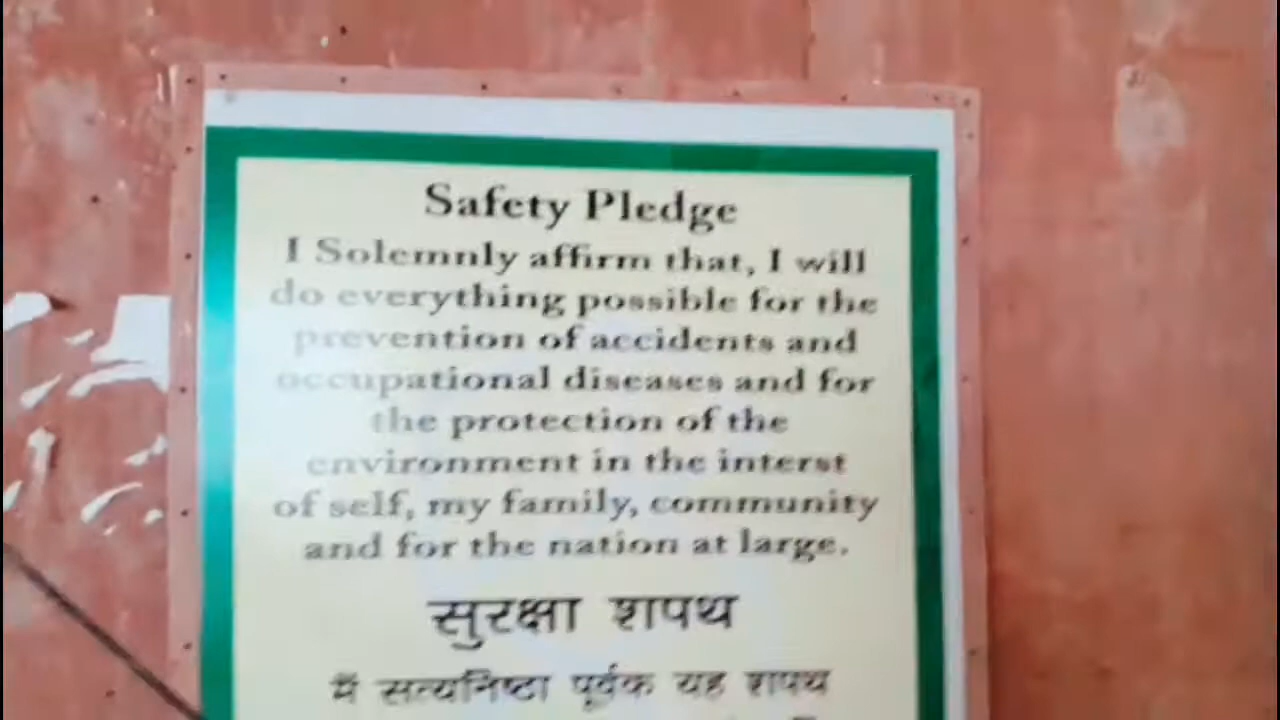 Safety Pledge
I Solemnly affirm that, I will
do everything possible for the
prevention of accidents and
occupational diseases and for
the protection of the
environment in the interst
of self, my family, community
and for the nation at large.
सुरक्षा शपथ
मैं सत्यनिष्टा पूर्वक यह शपथ